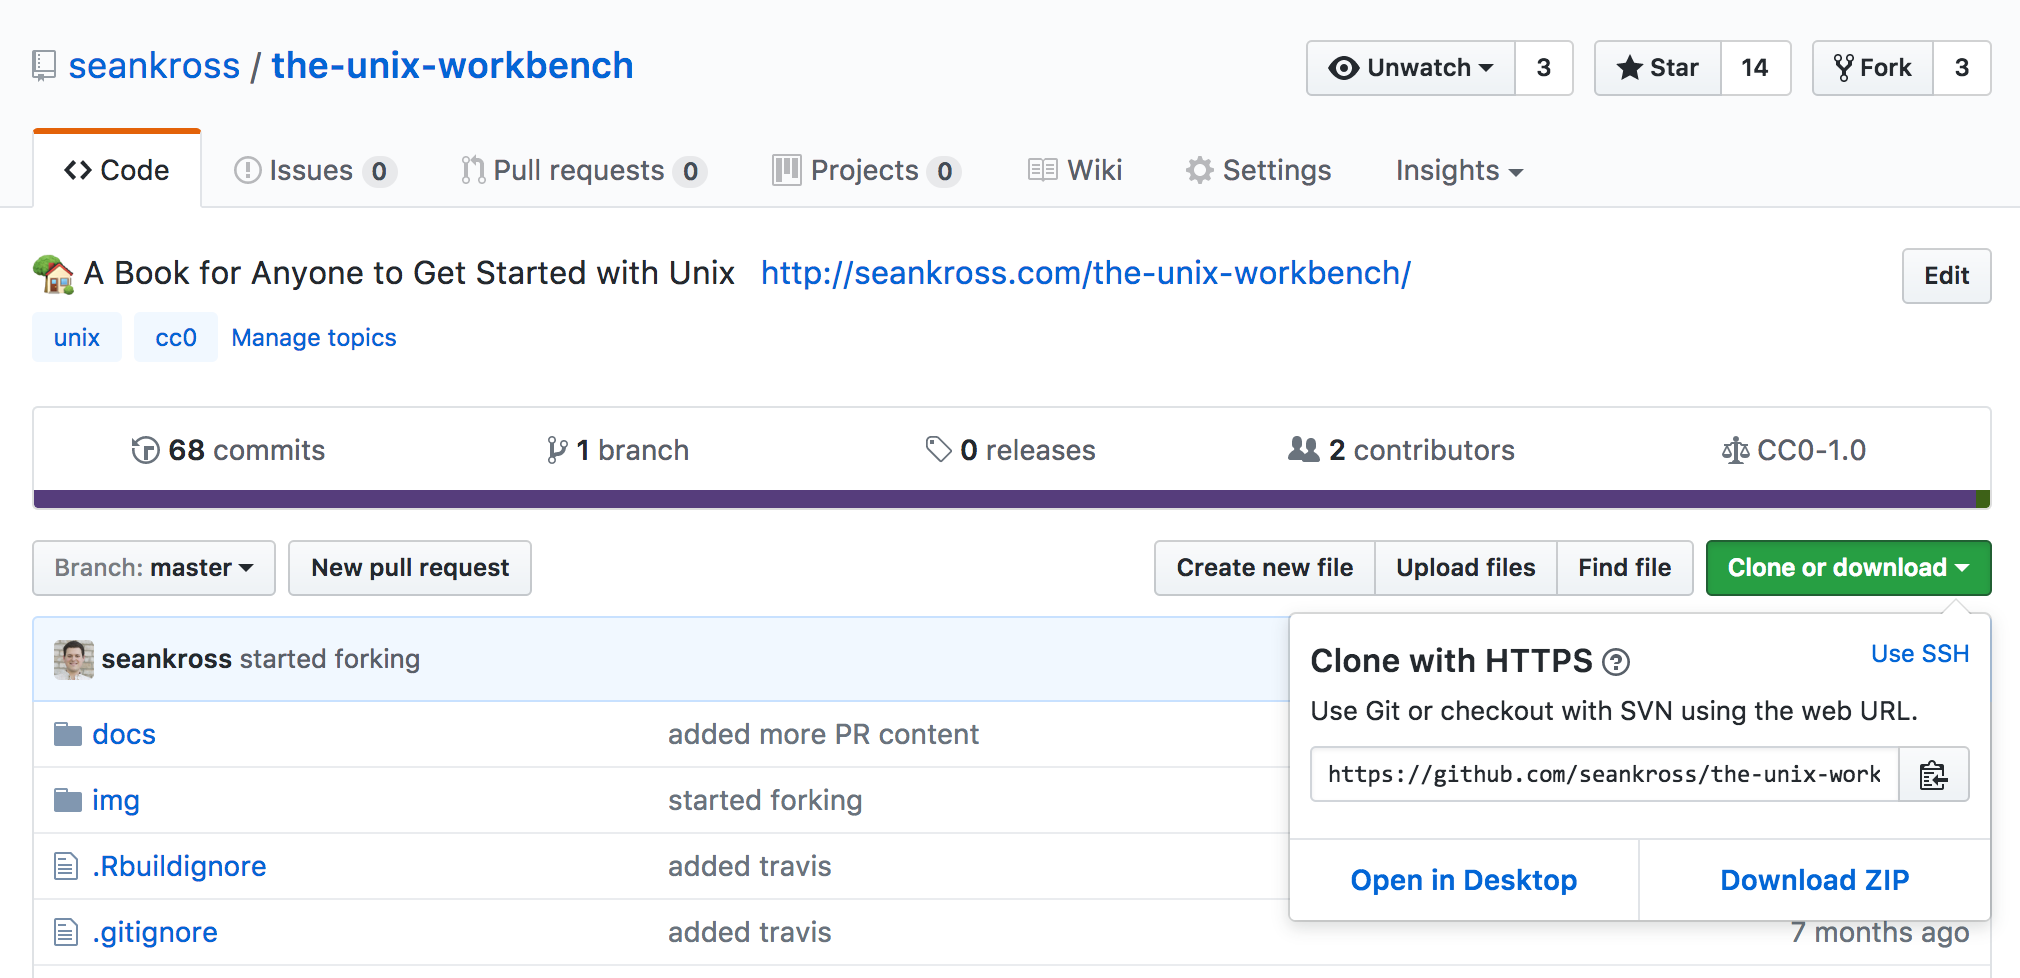 seankross / the-unix-workbench
Unwatch 3 Star 14 Fork 3
Code Issues 0 Pull requests 0 Projects 0 Wiki Settings Insights
A Book for Anyone to Get Started with Unix http://seankross.com/the-unix-workbench/ Edit
unix cc0 Manage topics
68 commits 1 branch 0 releases 2 contributors CC0-1.0
Branch: master New pull request Create new file Upload files Find file Clone or download
seankross started forking
Clone with HTTPS ? Use SSH
Use Git or checkout with SVN using the web URL.
docs added more PR content
https://github.com/seankross/the-unix-work
img started forking
.Rbuildignore added travis
Open in Desktop Download ZIP
.gitignore added travis 7 months ago